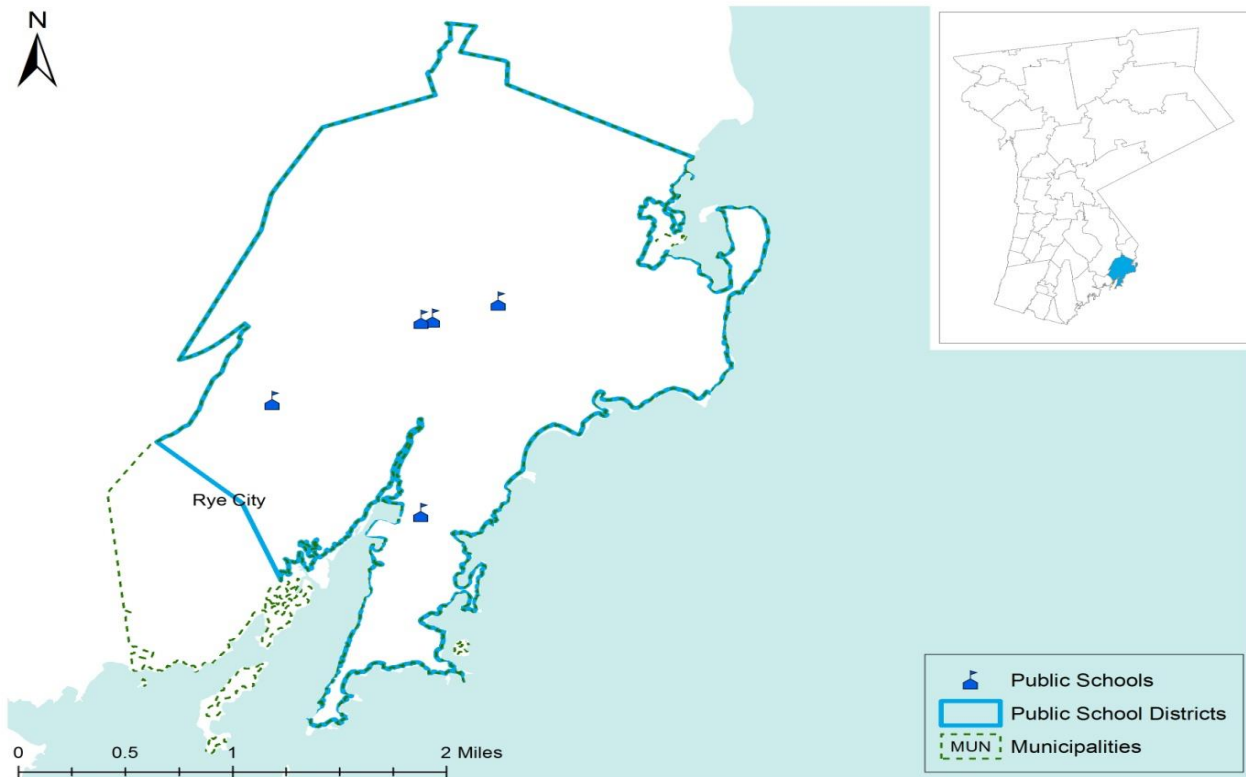 N
Rye City
0 0.5 1 2 Miles
Public Schools
Public School Districts
MUN Municipalities